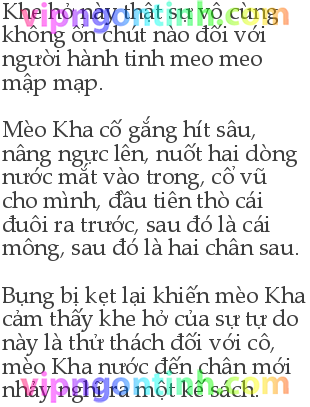 Khe hở này thật sự vô cùng
không ổn chút nào đối với
người hành tinh meo meo
mập mạp.
Mèo Kha cố gắng hít sâu,
nâng ngực lên, nuốt hai dòng
nước mắt vào trong, cổ vũ
cho mình, đầu tiên thò cái
đuôi ra trước, sau đó là cái
mông, sau đó là hai chân sau.
Bụng bị kẹt lại khiến mèo Kha
cảm thấy khe hở của sự tự do
này là thử thách đối với cô,
mèo Kha nước đến chân mới
nhảy nghĩ ra một kế sách.
vipngontinh.com
vipngontinh.com